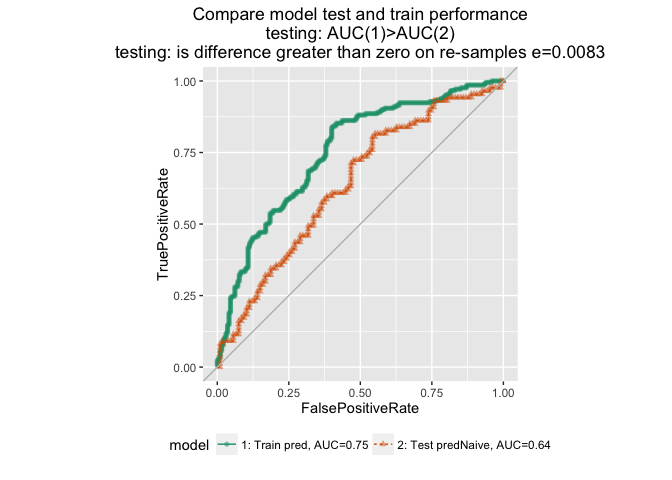 Compare model test and train performance
testing: AUC(1)>AUC(2)
testing: is difference greater than zero on re-samples e=0.0083
1.00
0.75
0.50
0.25
0.00
TruePositiveRate
0.00 0.25 0.50 0.75 1.00
FalsePositiveRate
model 1: Train pred, AUC=0.75 2: Test predNaive, AUC=0.64